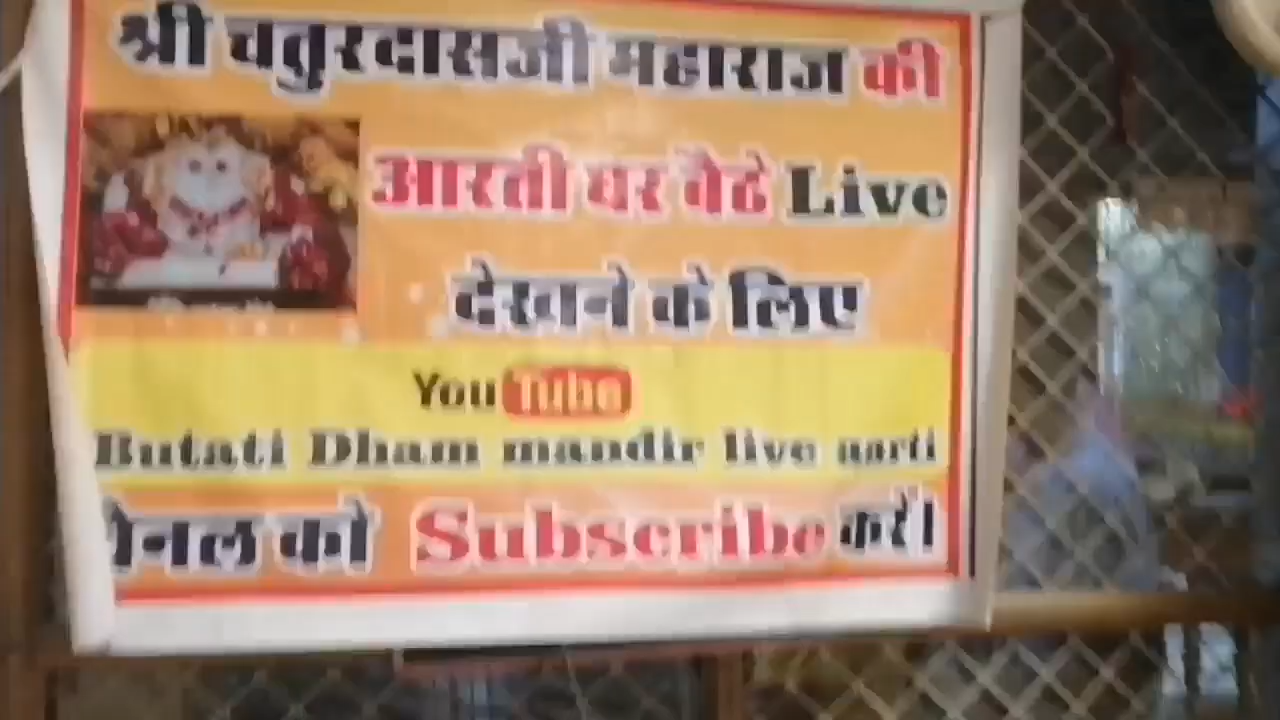 श्री चतुरदासजी महाराज की
आरती घर बैठे Live
देखने के लिए
YouTube
Butati Dham mandir live aarti
चैनल को Subscribe करें।